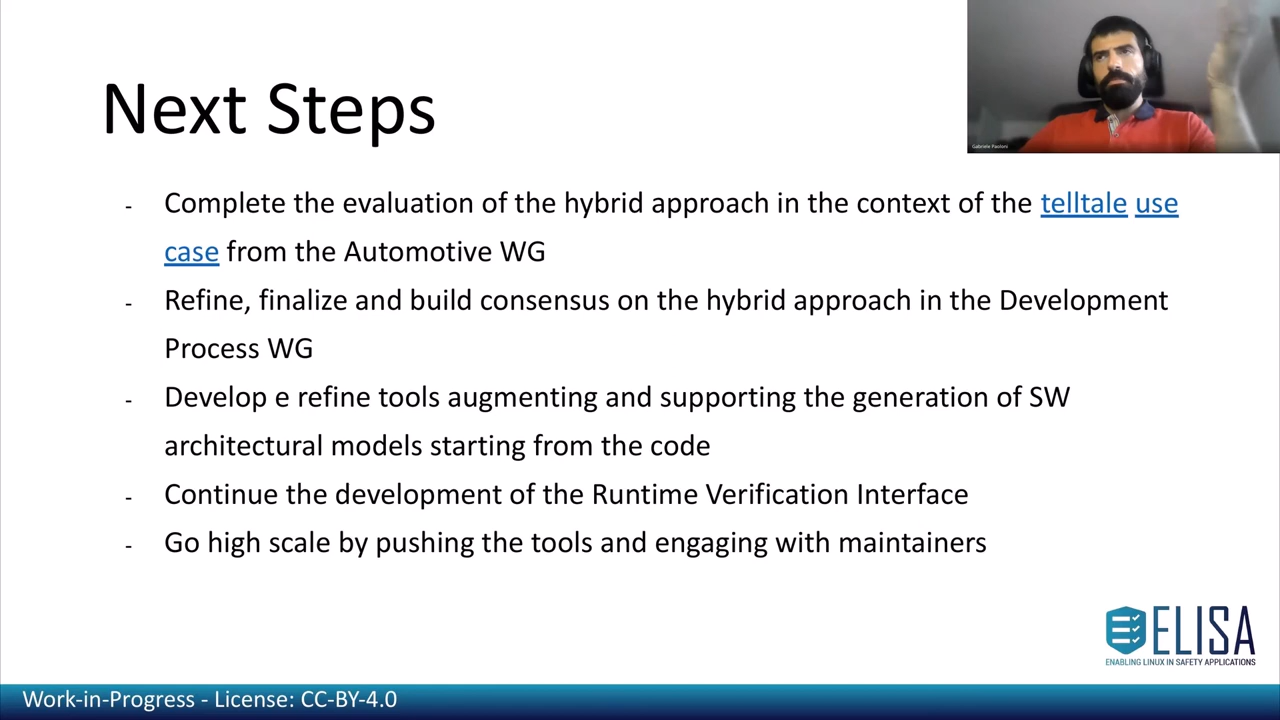 Gabriele Paoloni
Next Steps
- Complete the evaluation of the hybrid approach in the context of the telltale use
case from the Automotive WG
- Refine, finalize and build consensus on the hybrid approach in the Development
Process WG
- Develop e refine tools augmenting and supporting the generation of SW
architectural models starting from the code
- Continue the development of the Runtime Verification Interface
- Go high scale by pushing the tools and engaging with maintainers
ELISA
ENABLING LINUX IN SAFETY APPLICATIONS
Work-in-Progress - License: CC-BY-4.0